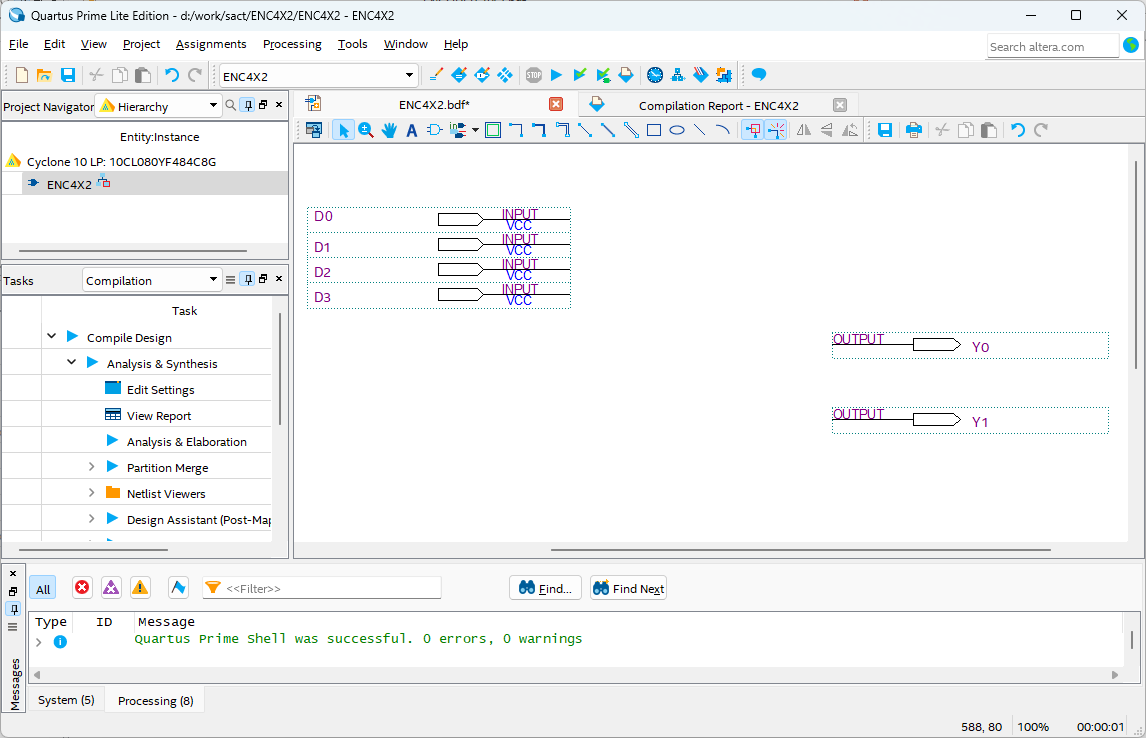 Quartus Prime Lite Edition - d:/work/sact/ENC4X2/ENC4X2 - ENC4X2
File Edit View Project Assignments Processing Tools Window Help
Search altera.com
STOP
ENC4X2
Project Navigator Hierarchy
ENC4X2.bdf*
Compilation Report - ENC4X2
A
Entity:Instance
Cyclone 10 LP: 10CL080YF484C8G
ENC4X2
D0 INPUT
VCC
D1 INPUT
VCC
D2 INPUT
VCC
D3 INPUT
VCC
OUTPUT Y0
OUTPUT Y1
Tasks Compilation
Task
Compile Design
Analysis & Synthesis
Edit Settings
View Report
Analysis & Elaboration
Partition Merge
Netlist Viewers
Design Assistant (Post-Map
All <<Filter>> Find... Find Next
Type ID Message
Quartus Prime Shell was successful. 0 errors, 0 warnings
Messages
System (5) Processing (8)
588, 80 100% 00:00:01